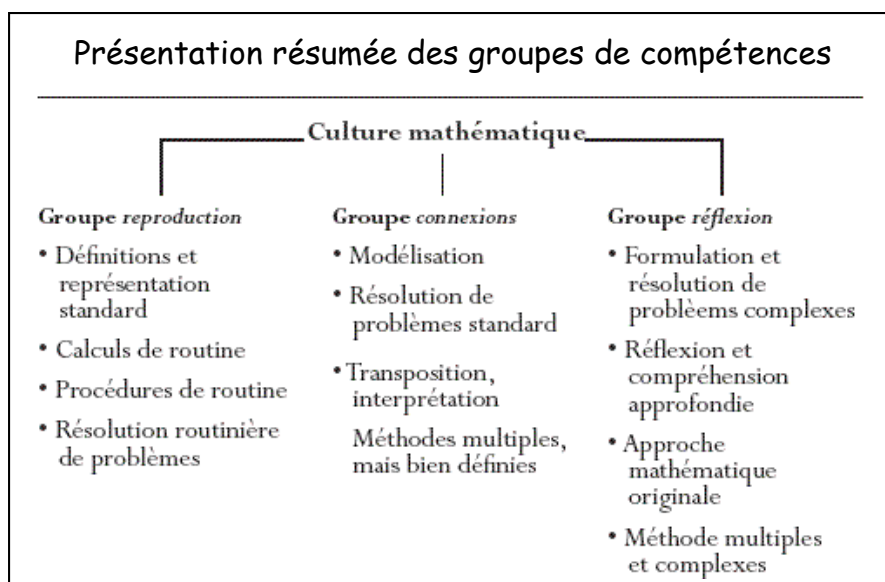 Présentation résumée des groupes de compétences
Culture mathématique
Groupe reproduction
• Définitions et
représentation
standard
• Calculs de routine
• Procédures de routine
• Résolution routinière
de problèmes
Groupe connexions
• Modélisation
• Résolution de
problèmes standard
• Transposition,
interprétation
Méthodes multiples,
mais bien définies
Groupe réflexion
• Formulation et
résolution de
problèems complexes
• Réflexion et
compréhension
approfondie
• Approche
mathématique
originale
• Méthode multiples
et complexes